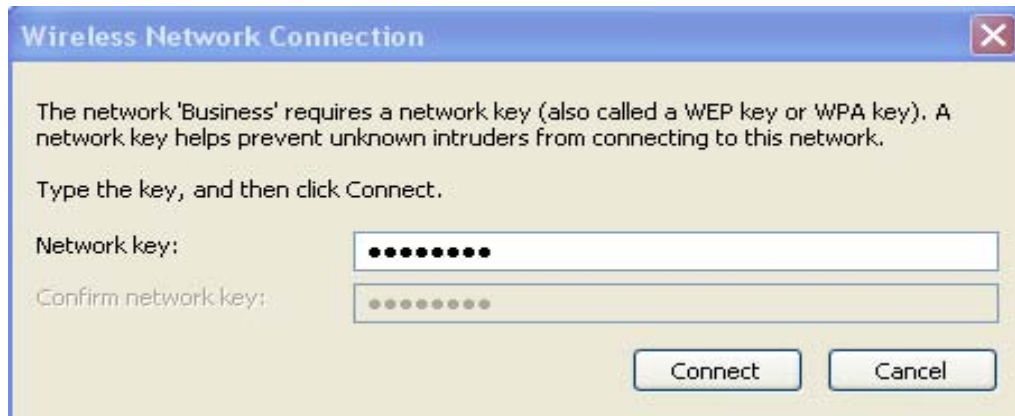 Wireless Network Connection
The network 'Business' requires a network key (also called a WEP key or WPA key). A
network key helps prevent unknown intruders from connecting to this network.
Type the key, and then click Connect.
Network key: ●●●●●●●●
Confirm network key: ●●●●●●●●
Connect Cancel